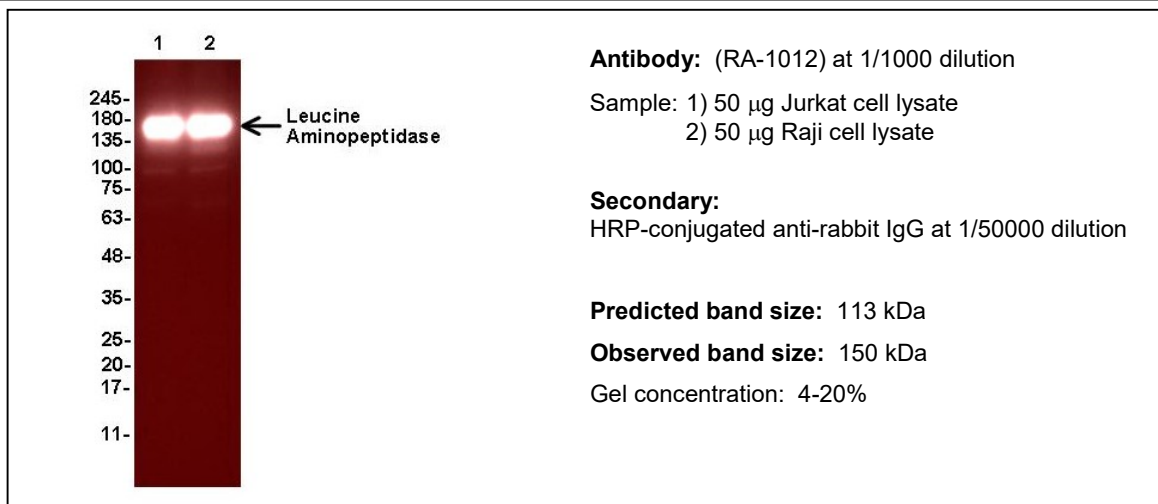 1 2
245-
180-
135-
100-
75-
63-
48-
35-
25-
20-
17-
11-
Leucine
Aminopeptidase
Antibody: (RA-1012) at 1/1000 dilution
Sample: 1) 50 μg Jurkat cell lysate
2) 50 μg Raji cell lysate
Secondary:
HRP-conjugated anti-rabbit IgG at 1/50000 dilution
Predicted band size: 113 kDa
Observed band size: 150 kDa
Gel concentration: 4-20%